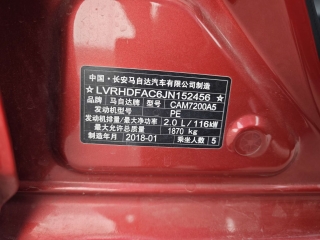 中国·长安马自达汽车有限公司制造
★LVRHDFAC6JN152456★
品牌 马自达牌 型号 CAM7200A5
发动机型号 PE
发动机排量/最大净功率 2.0 L/116kW
最大允许总质量 1870 kg
制造年月 2018-01 乘坐人数 5